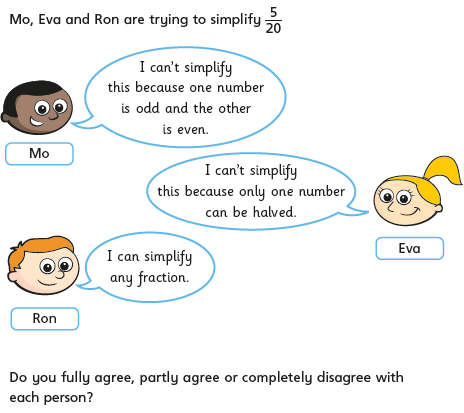 Mo, Eva and Ron are trying to simplify 5/20
I can't simplify
this because one number
is odd and the other
is even.
Mo
I can't simplify
this because only one number
can be halved.
Eva
I can simplify
any fraction.
Ron
Do you fully agree, partly agree or completely disagree with
each person?